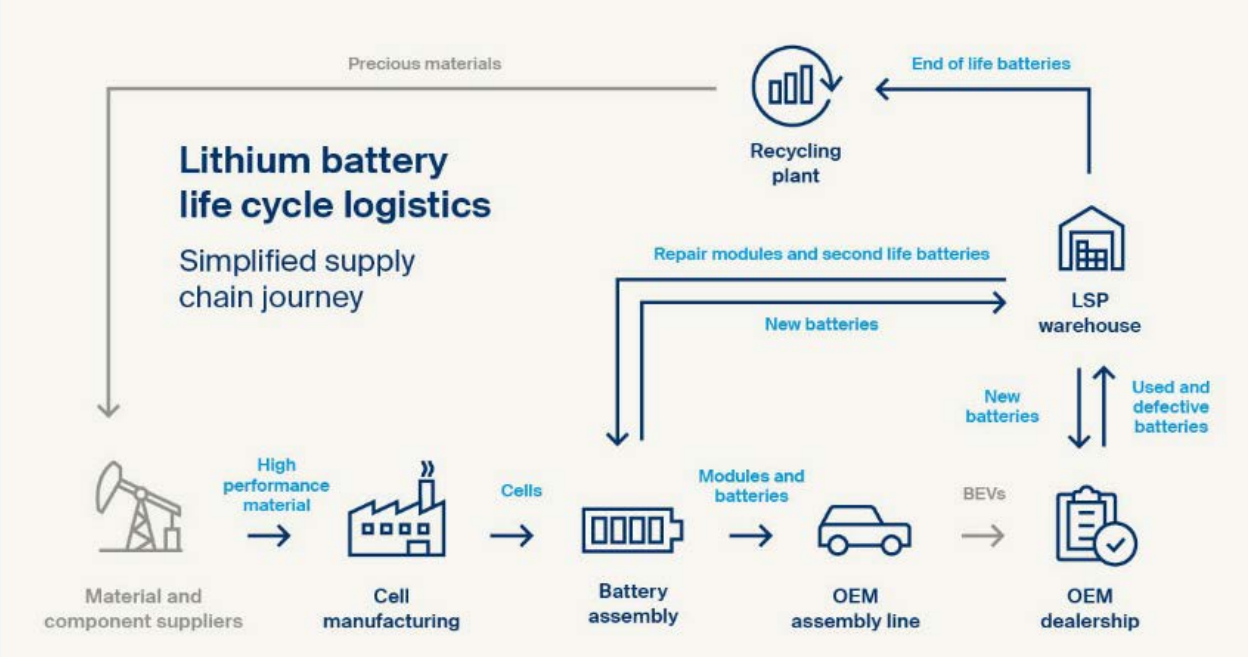 Precious materials
End of life batteries
Recycling
plant
Lithium battery
life cycle logistics
Simplified supply
chain journey
Repair modules and second life batteries
New batteries
LSP
warehouse
New
batteries
Used and
defective
batteries
High
performance
material
Cells
Modules and
batteries
BEVs
Material and
component suppliers
Cell
manufacturing
Battery
assembly
OEM
assembly line
OEM
dealership